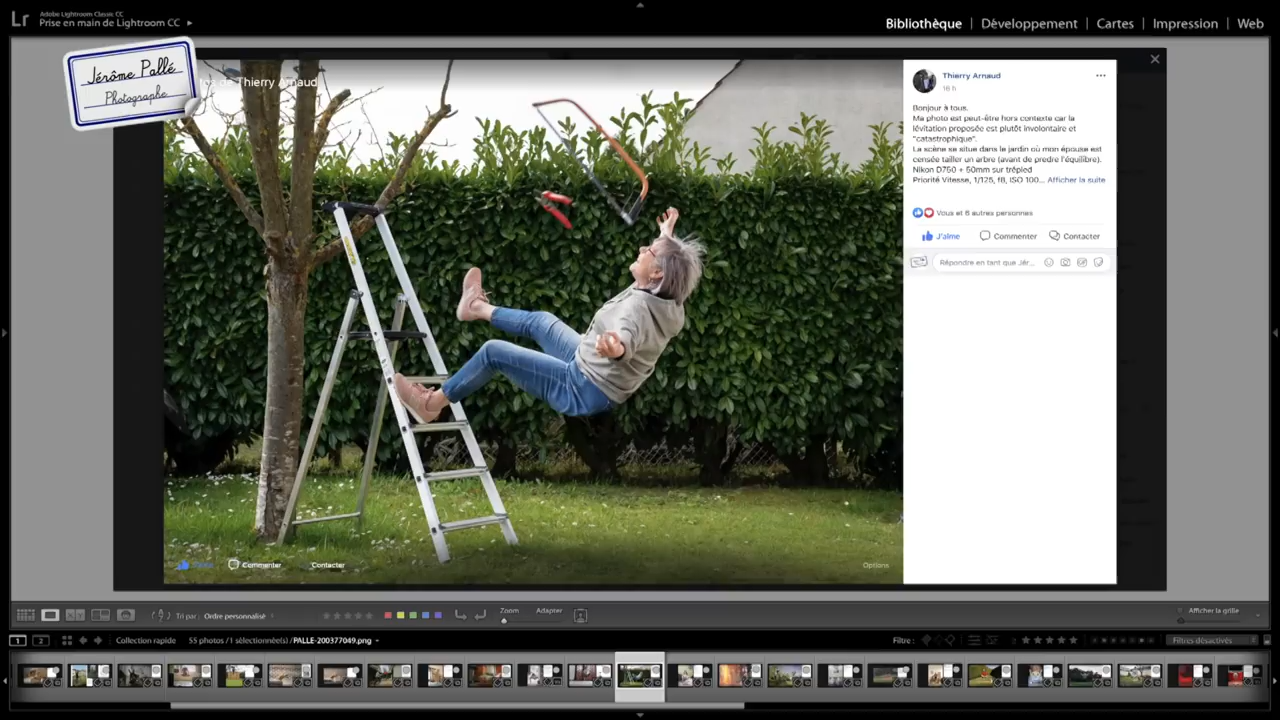 Lr
Adobe Lightroom Classic CC
Prise en main de Lightroom CC
Bibliothèque | Développement | Cartes | Impression | Web
Jérôme Pallé
Photographe
de Thierry Arnaud
Thierry Arnaud
16 h
Bonjour à tous.
Ma photo est peut-être hors contexte car la
lévitation proposée est plutôt involontaire et
"catastrophique".
La scène se situe dans le jardin où mon épouse est
censée tailler un arbre (avant de predre l'équilibre).
Nikon D750 + 50mm sur trépied
Priorité Vitesse, 1/125, f8, ISO 100... Afficher la suite
Vous et 6 autres personnes
J'aime Commenter Contacter
Répondre en tant que Jér...
J'aime Commenter Contacter
Options
Tri par : Ordre personnalisé
Zoom Adapter
Afficher la grille
1 2 Collection rapide 55 photos /1 sélectionnée(s) /PALLE-200377049.png
Filtre : Filtres désactivés